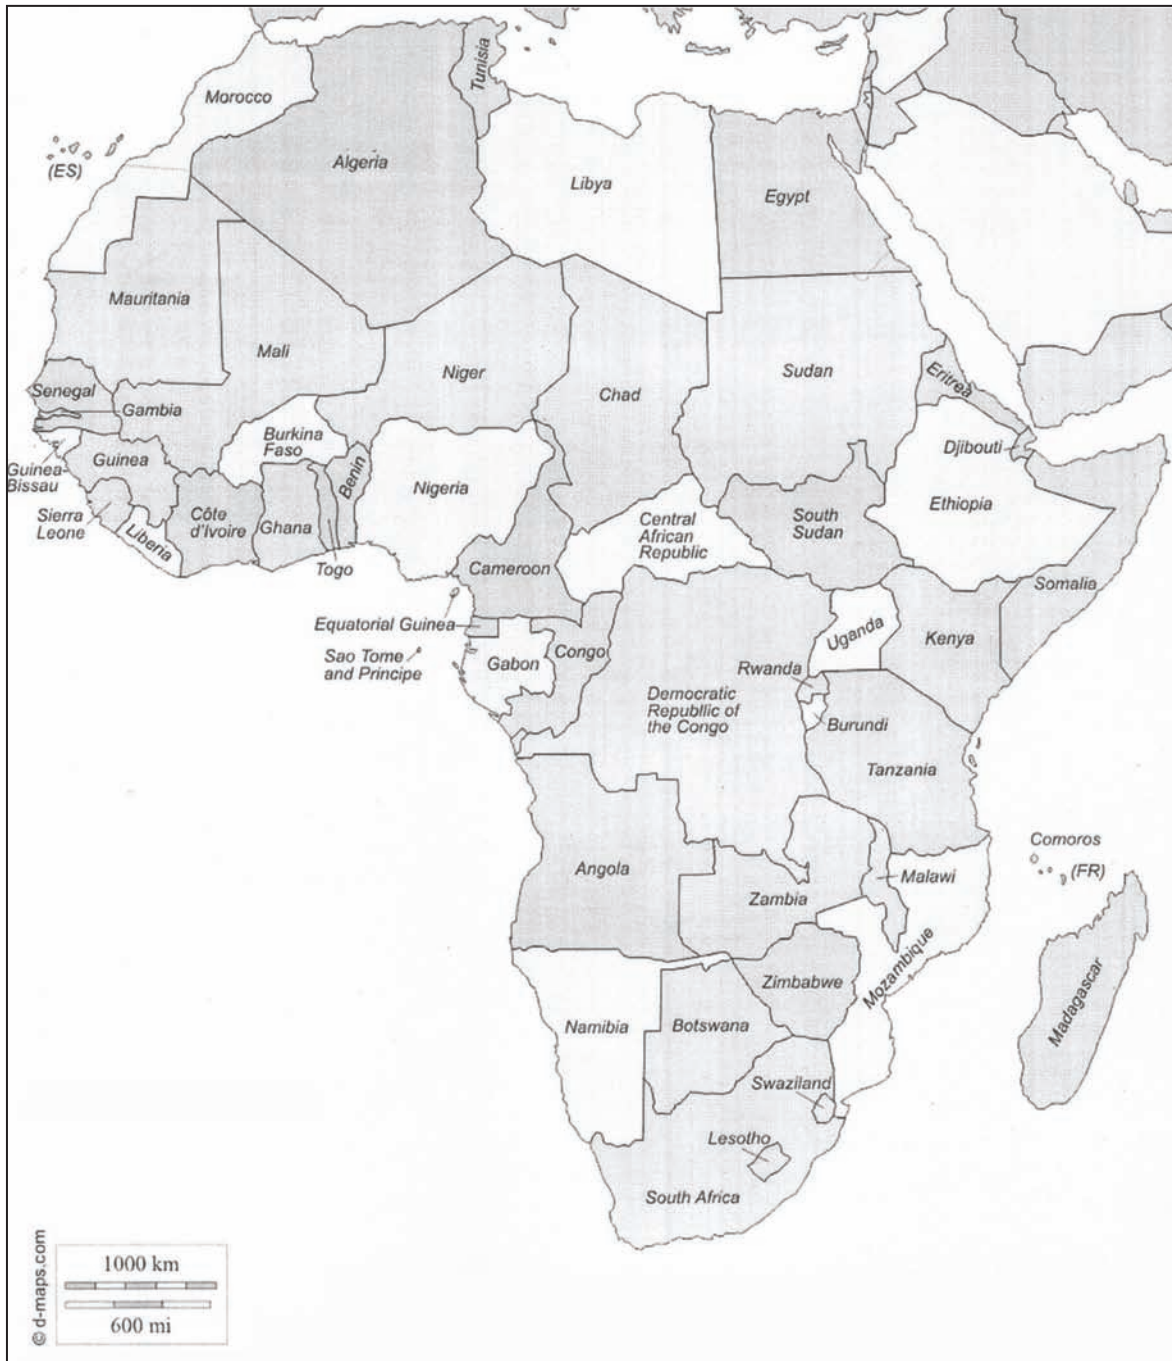 Tunisia
Morocco
Algeria
(ES)
Libya
Egypt
Mauritania
Mali
Niger
Chad
Sudan
Eritrea
Senegal
Gambia
Burkina
Faso
Benin
Nigeria
Djibouti
Ethiopia
Guinea-
Bissau
Guinea
Sierra
Leone
Liberia
Côte
d'Ivoire
Ghana
Togo
Central
African
Republic
South
Sudan
Cameroon
Somalia
Equatorial Guinea
Sao Tome
and Principe
Gabon
Congo
Uganda
Kenya
Rwanda
Democratic
Republlic of
the Congo
Burundi
Tanzania
Comoros
(FR)
Angola
Malawi
Zambia
Mozambique
Zimbabwe
Madagascar
Namibia
Botswana
Swaziland
Lesotho
South Africa
© d-maps.com
1000 km
600 mi